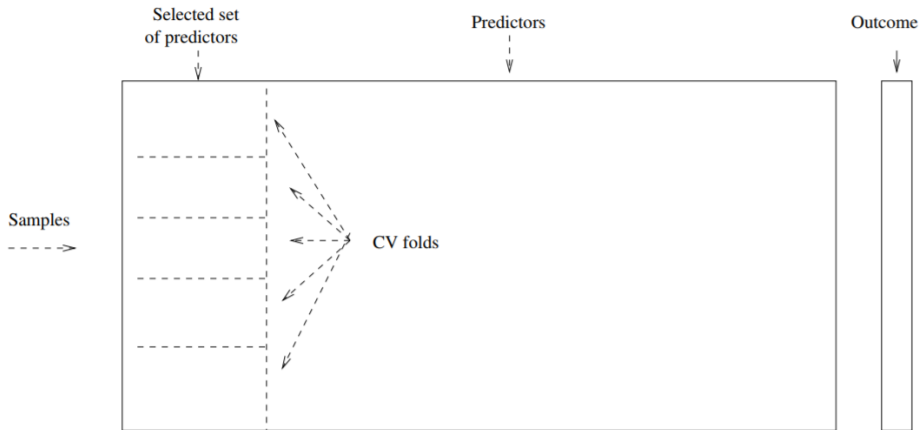 Selected set
of predictors
Predictors
Outcome
Samples
CV folds